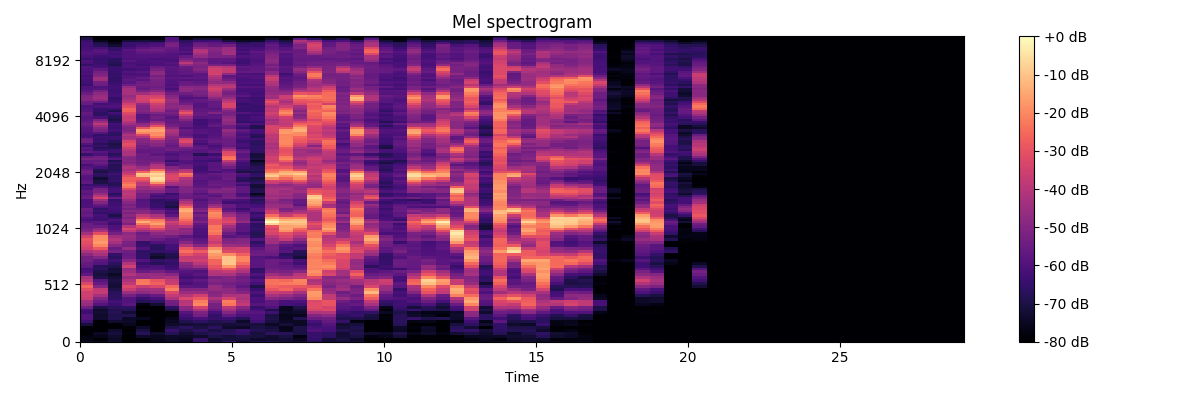 Mel spectrogram
+0 dB
8192
-10 dB
4096
-20 dB
-30 dB
2048
Hz
-40 dB
1024
-50 dB
-60 dB
512
-70 dB
0
-80 dB
0 5 10 15 20 25
Time